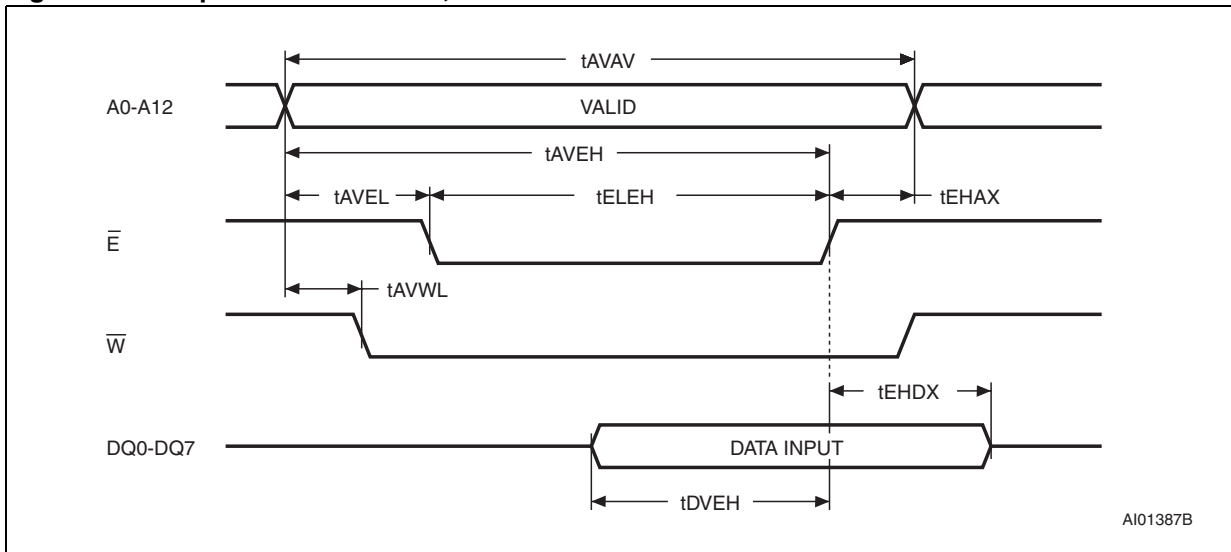 tAVAV
A0-A12
VALID
tAVEH
tAVEL
tELEH
tEHAX
E̅
tAVWL
W̅
tEHDX
DQ0-DQ7
DATA INPUT
tDVEH
AI01387B